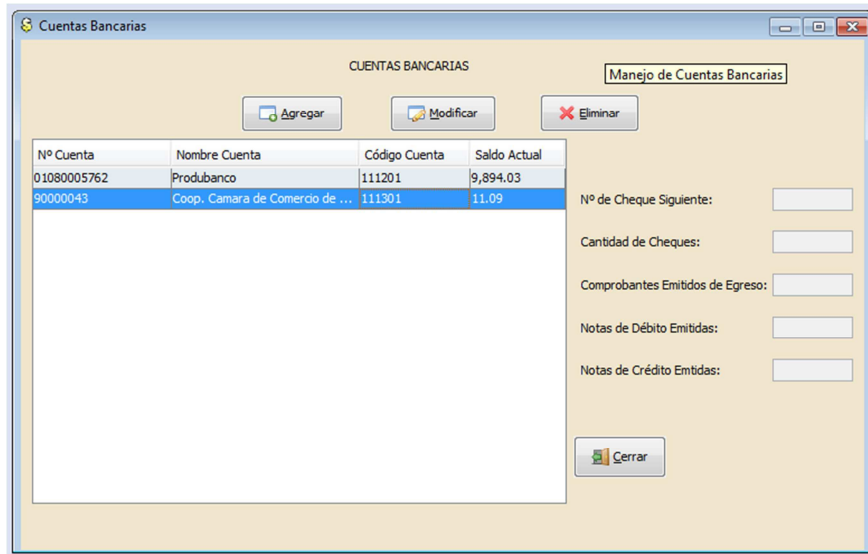 Cuentas Bancarias
CUENTAS BANCARIAS
Manejo de Cuentas Bancarias
Agregar Modificar Eliminar
Nº Cuenta Nombre Cuenta Código Cuenta Saldo Actual
01080005762 Produbanco 111201 9,894.03
90000043 Coop. Camara de Comercio de ... 111301 11.09
Nº de Cheque Siguiente:
Cantidad de Cheques:
Comprobantes Emitidos de Egreso:
Notas de Débito Emitidas:
Notas de Crédito Emtidas:
Cerrar